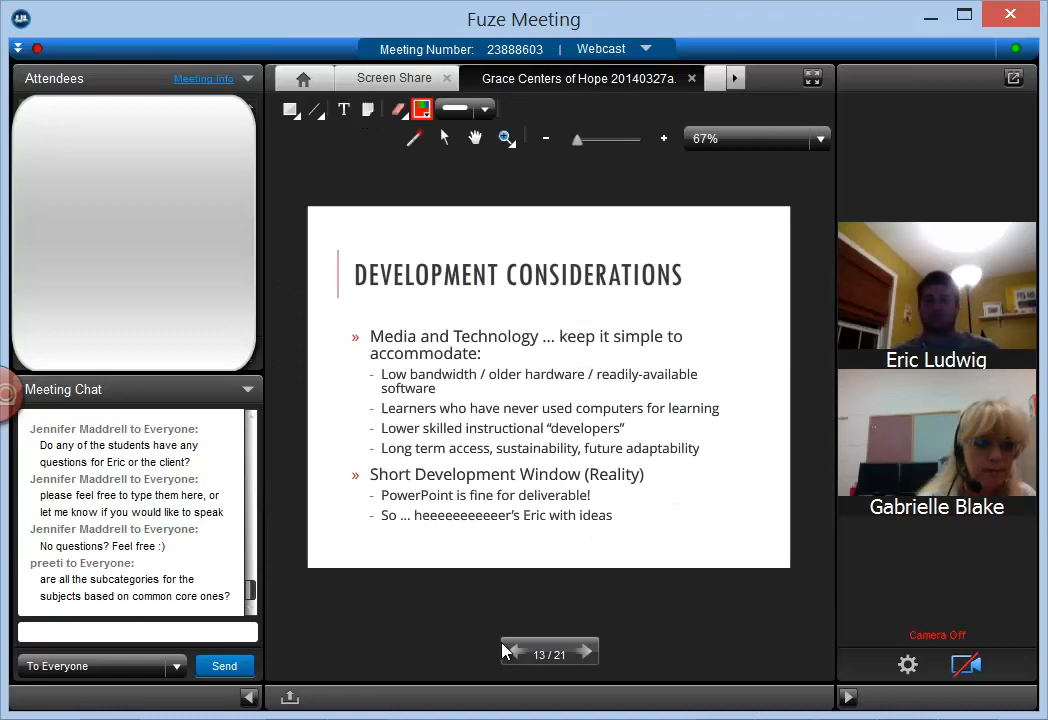 Fuze Meeting
Meeting Number: 23888603 | Webcast
Attendees
Meeting Info
Screen Share
Grace Centers of Hope 20140327a.
T
67%
DEVELOPMENT CONSIDERATIONS
» Media and Technology ... keep it simple to
accommodate:
- Low bandwidth / older hardware / readily-available
software
- Learners who have never used computers for learning
- Lower skilled instructional “developers”
- Long term access, sustainability, future adaptability
» Short Development Window (Reality)
- PowerPoint is fine for deliverable!
- So ... heeeeeeeeeer's Eric with ideas
13 / 21
Meeting Chat
Jennifer Maddrell to Everyone:
Do any of the students have any
questions for Eric or the client?
Jennifer Maddrell to Everyone:
please feel free to type them here, or
let me know if you would like to speak
Jennifer Maddrell to Everyone:
No questions? Feel free :)
preeti to Everyone:
are all the subcategories for the
subjects based on common core ones?
To Everyone
Send
Eric Ludwig
Gabrielle Blake
Camera Off